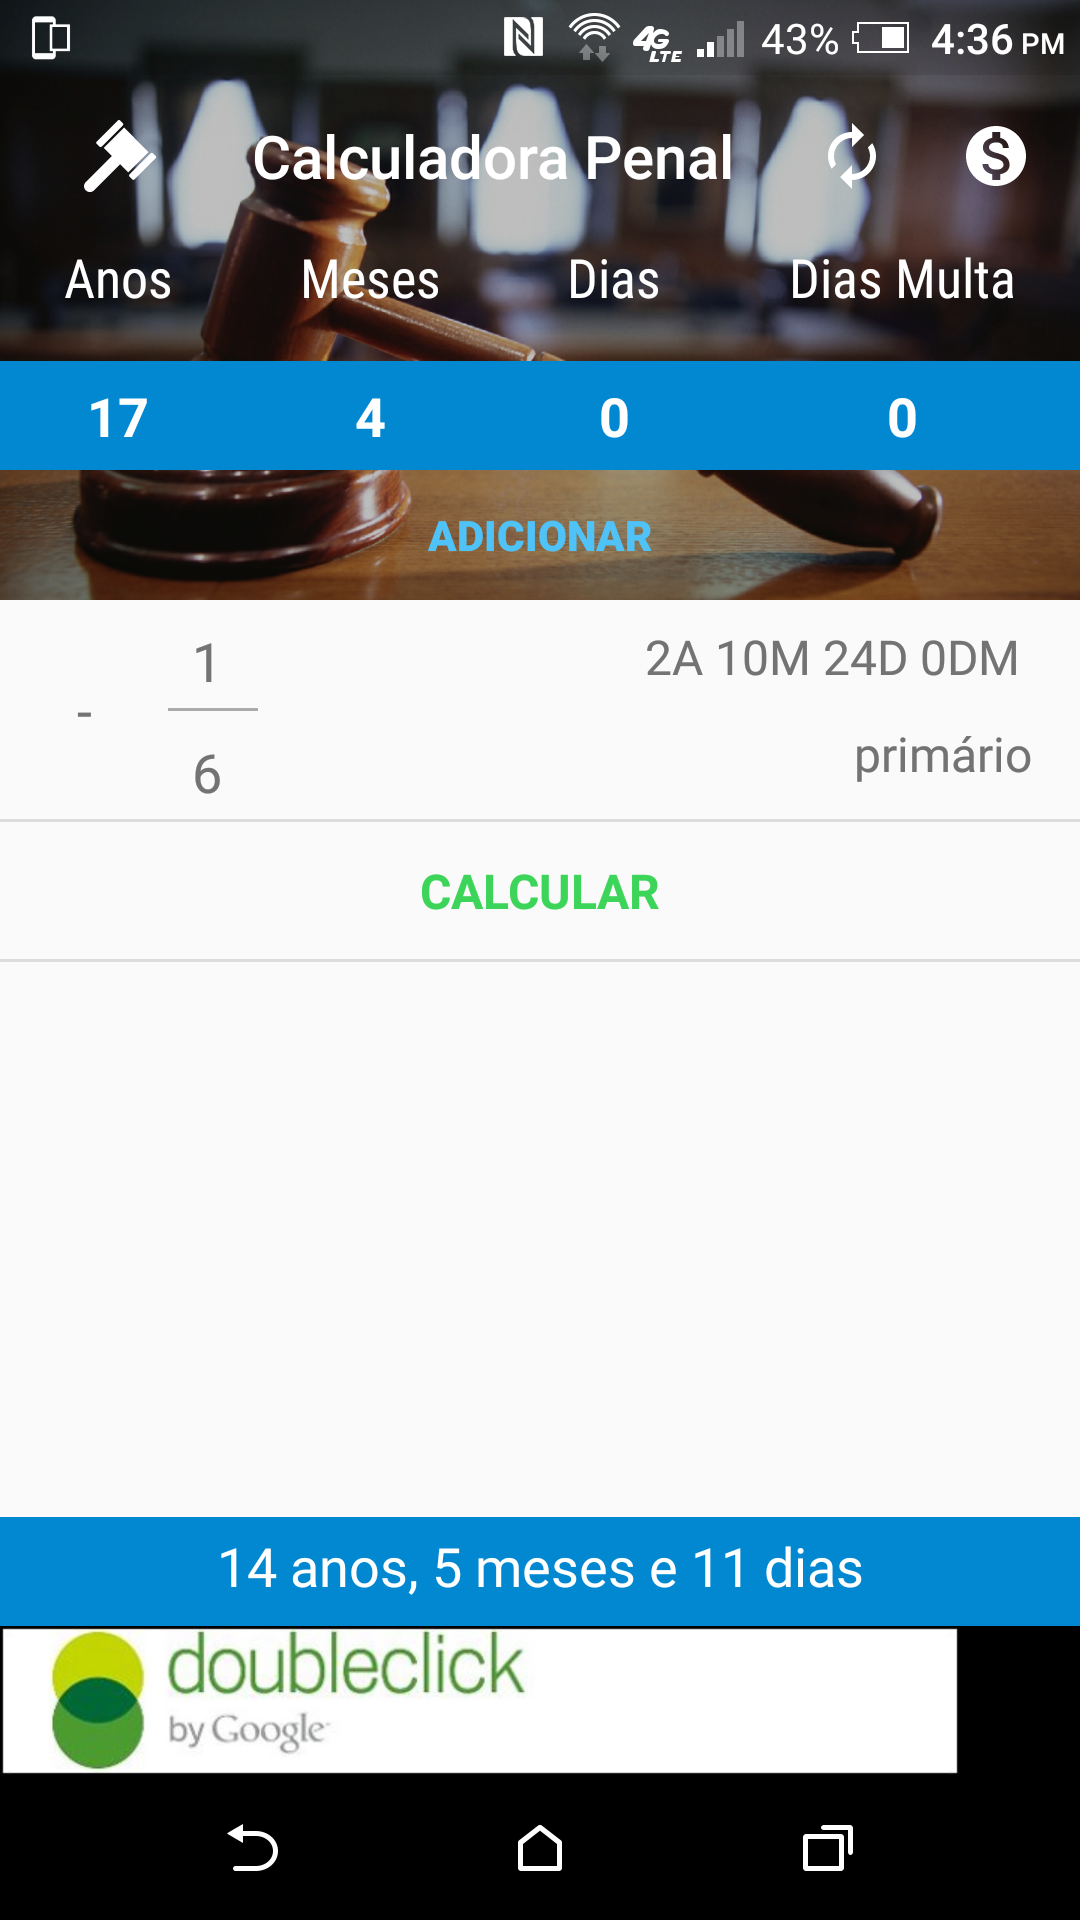 4G LTE 43% 4:36 PM
Calculadora Penal
Anos Meses Dias Dias Multa
17 4 0 0
ADICIONAR
1 2A 10M 24D 0DM
-
6 primário
CALCULAR
14 anos, 5 meses e 11 dias
doubleclick
by Google